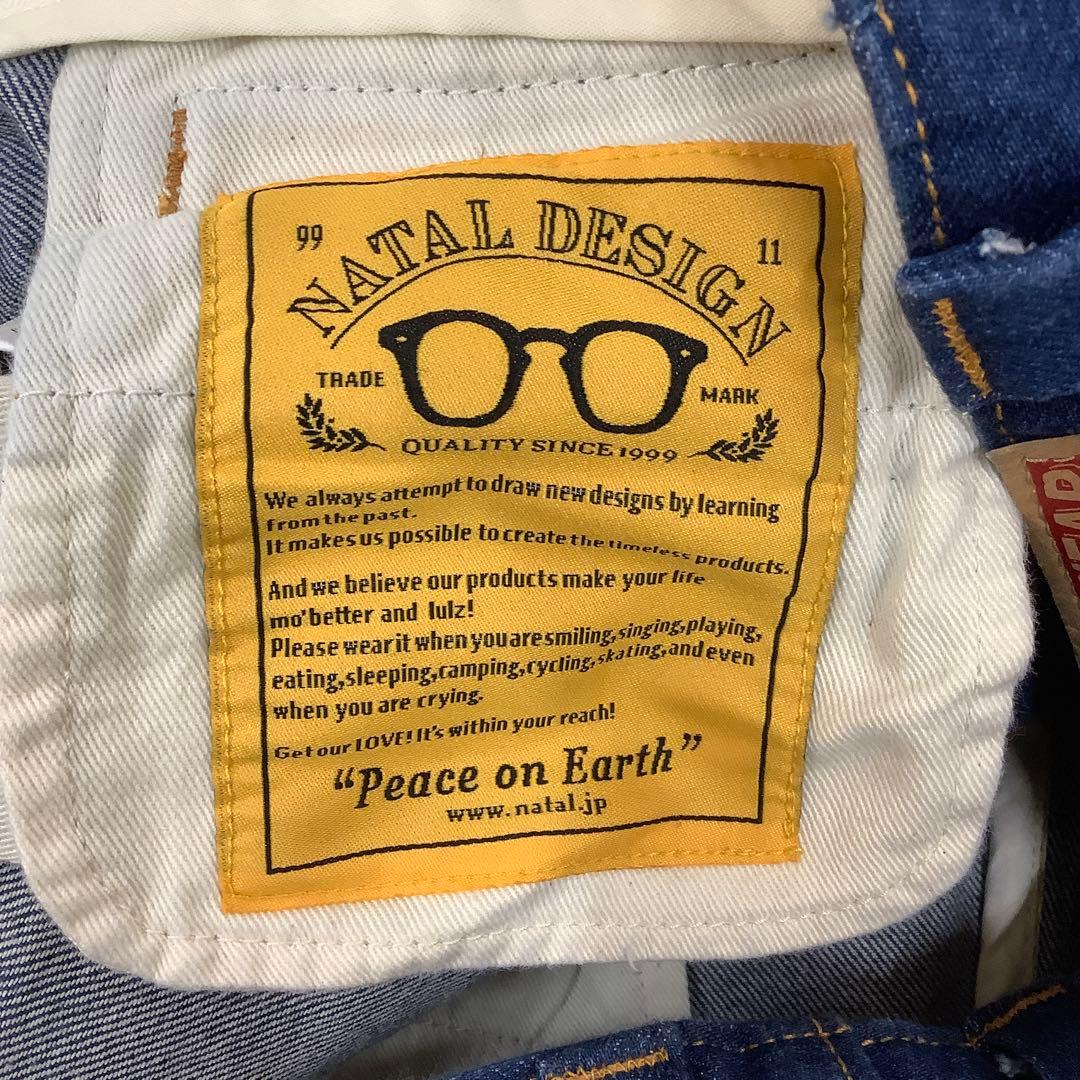 99
11
NATAL DESIGN
TRADE
MARK
QUALITY SINCE 1999
We always attempt to draw new designs by learning
from the past.
It makes us possible to create the timeless products.
And we believe our products make your life
mo'better and lulz!
Please wear it when you are smiling,singing,playing,
eating,sleeping,camping,cycling,skating,and even
when you are crying.
Get our LOVE! It's within your reach!
"Peace on Earth"
www.natal.jp